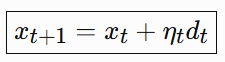 x_{t+1} = x_t + η_t d_t